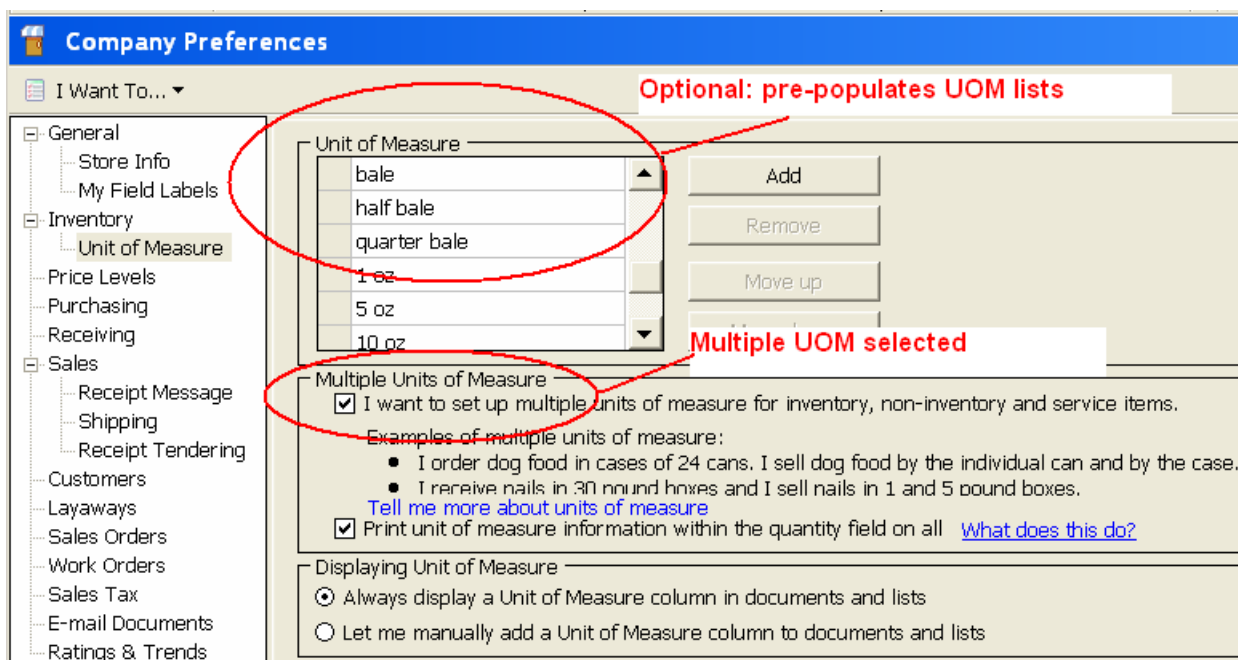 Company Preferences
I Want To...
Optional: pre-populates UOM lists
General
Store Info
My Field Labels
Inventory
Unit of Measure
Price Levels
Purchasing
Receiving
Sales
Receipt Message
Shipping
Receipt Tendering
Customers
Layaways
Sales Orders
Work Orders
Sales Tax
E-mail Documents
Ratings & Trends
Unit of Measure
bale
half bale
quarter bale
1 oz
5 oz
10 oz
Add
Remove
Move up
Multiple UOM selected
Multiple Units of Measure
I want to set up multiple units of measure for inventory, non-inventory and service items.
Examples of multiple units of measure:
• I order dog food in cases of 24 cans. I sell dog food by the individual can and by the case.
• I receive nails in 30 pound boxes and I sell nails in 1 and 5 pound boxes.
Tell me more about units of measure
Print unit of measure information within the quantity field on all What does this do?
Displaying Unit of Measure
Always display a Unit of Measure column in documents and lists
Let me manually add a Unit of Measure column to documents and lists